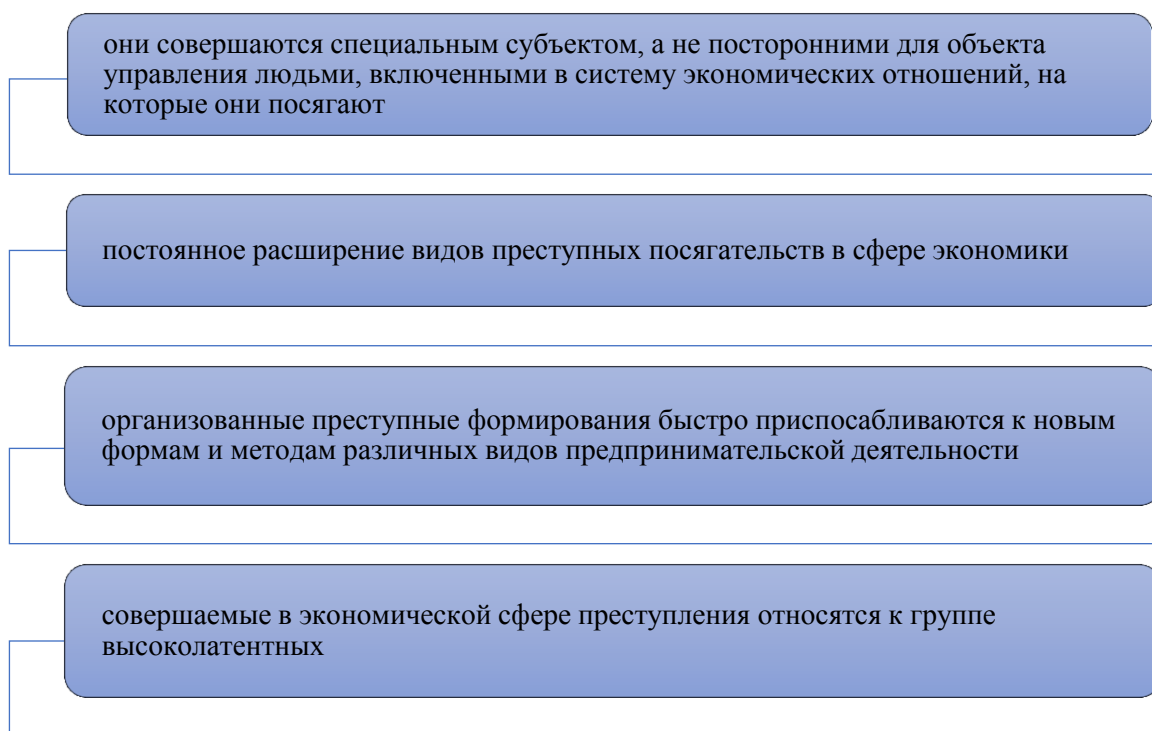 они совершаются специальным субъектом, а не посторонними для объекта
управления людьми, включенными в систему экономических отношений, на
которые они посягают
постоянное расширение видов преступных посягательств в сфере экономики
организованные преступные формирования быстро приспосабливаются к новым
формам и методам различных видов предпринимательской деятельности
совершаемые в экономической сфере преступления относятся к группе
высоколатентных